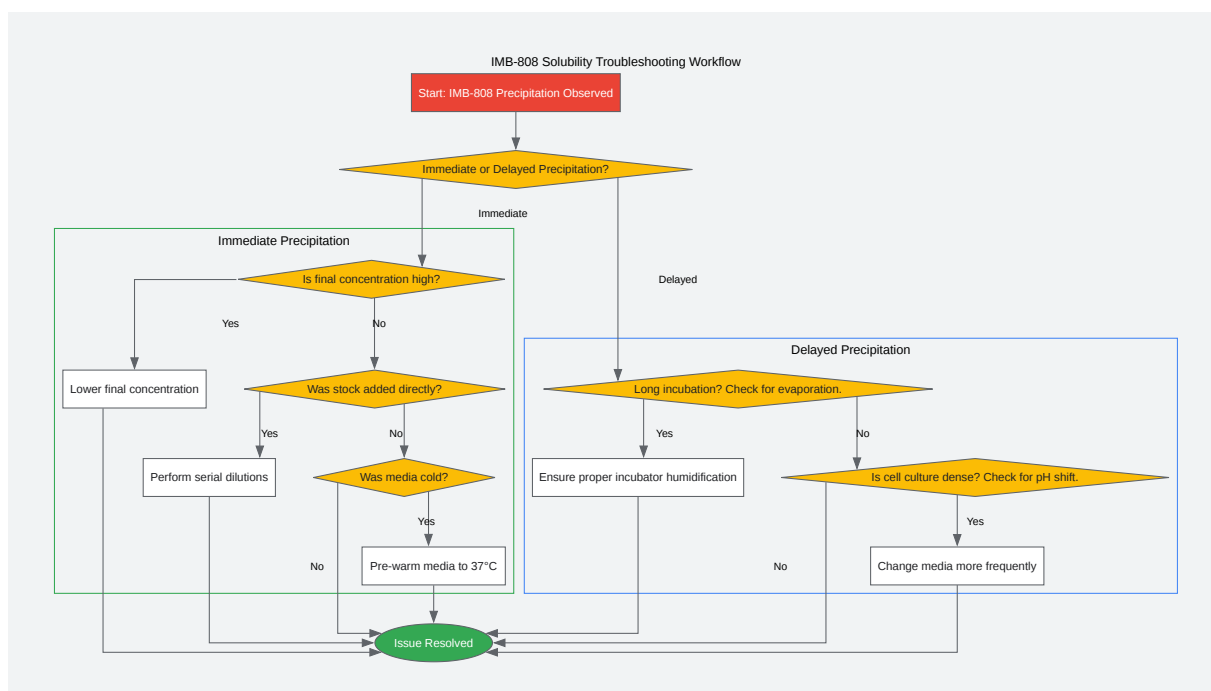 IMB-808 Solubility Troubleshooting Workflow
Start: IMB-808 Precipitation Observed
Immediate or Delayed Precipitation?
Immediate
Delayed
Immediate Precipitation
Is final concentration high?
Yes
No
Lower final concentration
Was stock added directly?
Yes
No
Perform serial dilutions
Was media cold?
Yes
No
Pre-warm media to 37°C
Delayed Precipitation
Long incubation? Check for evaporation.
Yes
No
Ensure proper incubator humidification
Is cell culture dense? Check for pH shift.
Yes
No
Change media more frequently
Issue Resolved